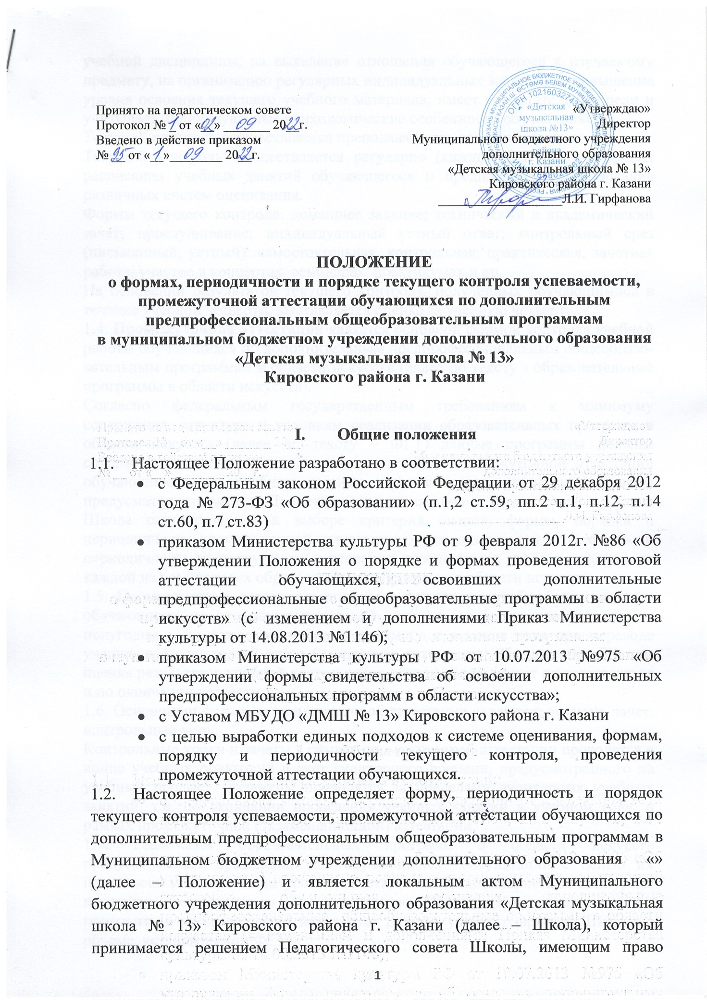 Принято на педагогическом совете
Протокол № 1 от «02» 09 2022г.
Введено в действие приказом
№ 95 от «1» 09 2022г.
«Утверждаю»
Директор
Муниципального бюджетного учреждения
дополнительного образования
«Детская музыкальная школа № 13»
Кировского района г. Казани
Л.И. Гирфанова
«Детская
музыкальная
школа №13»
района
г. Казани
ПОЛОЖЕНИЕ
о формах, периодичности и порядке текущего контроля успеваемости,
промежуточной аттестации обучающихся по дополнительным
предпрофессиональным общеобразовательным программам
в муниципальном бюджетном учреждении дополнительного образования
«Детская музыкальная школа № 13»
Кировского района г. Казани
I. Общие положения
1.1. Настоящее Положение разработано в соответствии:
• с Федеральным законом Российской Федерации от 29 декабря 2012
года № 273-ФЗ «Об образовании» (п.1,2 ст.59, пп.2 п.1, п.12, п.14
ст.60, п.7 ст.83)
• приказом Министерства культуры РФ от 9 февраля 2012г. №86 «Об
утверждении Положения о порядке и формах проведения итоговой
аттестации обучающихся, освоивших дополнительные
предпрофессиональные общеобразовательные программы в области
искусств» (с изменением и дополнениями Приказ Министерства
культуры от 14.08.2013 №1146);
• приказом Министерства культуры РФ от 10.07.2013 №975 «Об
утверждении формы свидетельства об освоении дополнительных
предпрофессиональных программ в области искусства»;
• с Уставом МБУДО «ДМШ № 13» Кировского района г. Казани
• с целью выработки единых подходов к системе оценивания, формам,
порядку и периодичности текущего контроля, проведения
промежуточной аттестации обучающихся.
1.2. Настоящее Положение определяет форму, периодичность и порядок
текущего контроля успеваемости, промежуточной аттестации обучающихся по
дополнительным предпрофессиональным общеобразовательным программам в
Муниципальном бюджетном учреждении дополнительного образования «»
(далее – Положение) и является локальным актом Муниципального
бюджетного учреждения дополнительного образования «Детская музыкальная
школа № 13» Кировского района г. Казани (далее – Школа), который
принимается решением Педагогического совета Школы, имеющим право
1